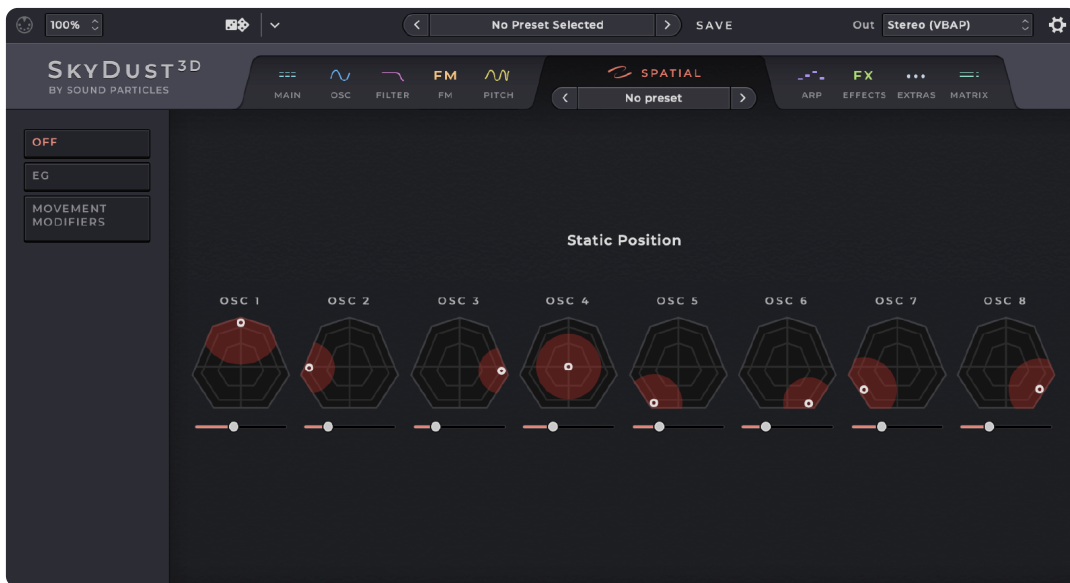 100%
No Preset Selected
SAVE
Out
Stereo (VBAP)
SKYDUST 3D
BY SOUND PARTICLES
MAIN
OSC
FILTER
FM
FM
PITCH
SPATIAL
No preset
ARP
FX
EFFECTS
EXTRAS
MATRIX
OFF
EG
MOVEMENT
MODIFIERS
Static Position
OSC 1
OSC 2
OSC 3
OSC 4
OSC 5
OSC 6
OSC 7
OSC 8